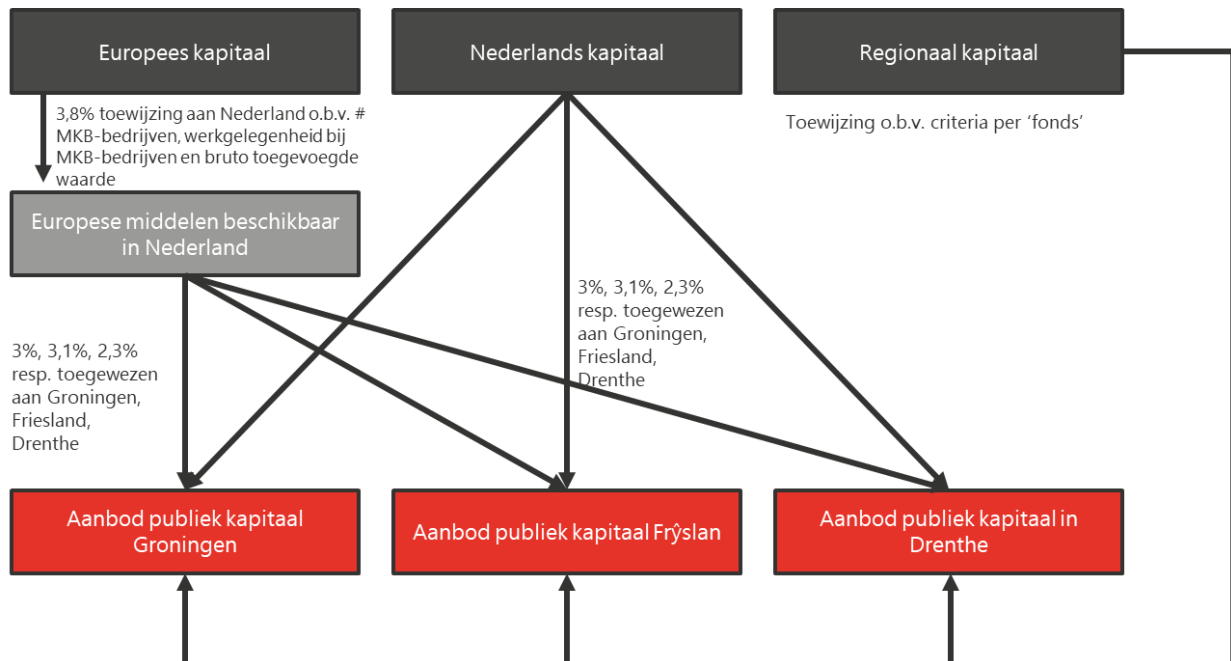 Europees kapitaal
Nederlands kapitaal
Regionaal kapitaal
3,8% toewijzing aan Nederland o.b.v. #
MKB-bedrijven, werkgelegenheid bij
MKB-bedrijven en bruto toegevoegde
waarde
Toewijzing o.b.v. criteria per ‘fonds’
Europese middelen beschikbaar
in Nederland
3%, 3,1%, 2,3%
resp. toegewezen
aan Groningen,
Friesland,
Drenthe
3%, 3,1%, 2,3%
resp. toegewezen
aan Groningen,
Friesland,
Drenthe
Aanbod publiek kapitaal
Groningen
Aanbod publiek kapitaal Frŷslan
Aanbod publiek kapitaal in
Drenthe